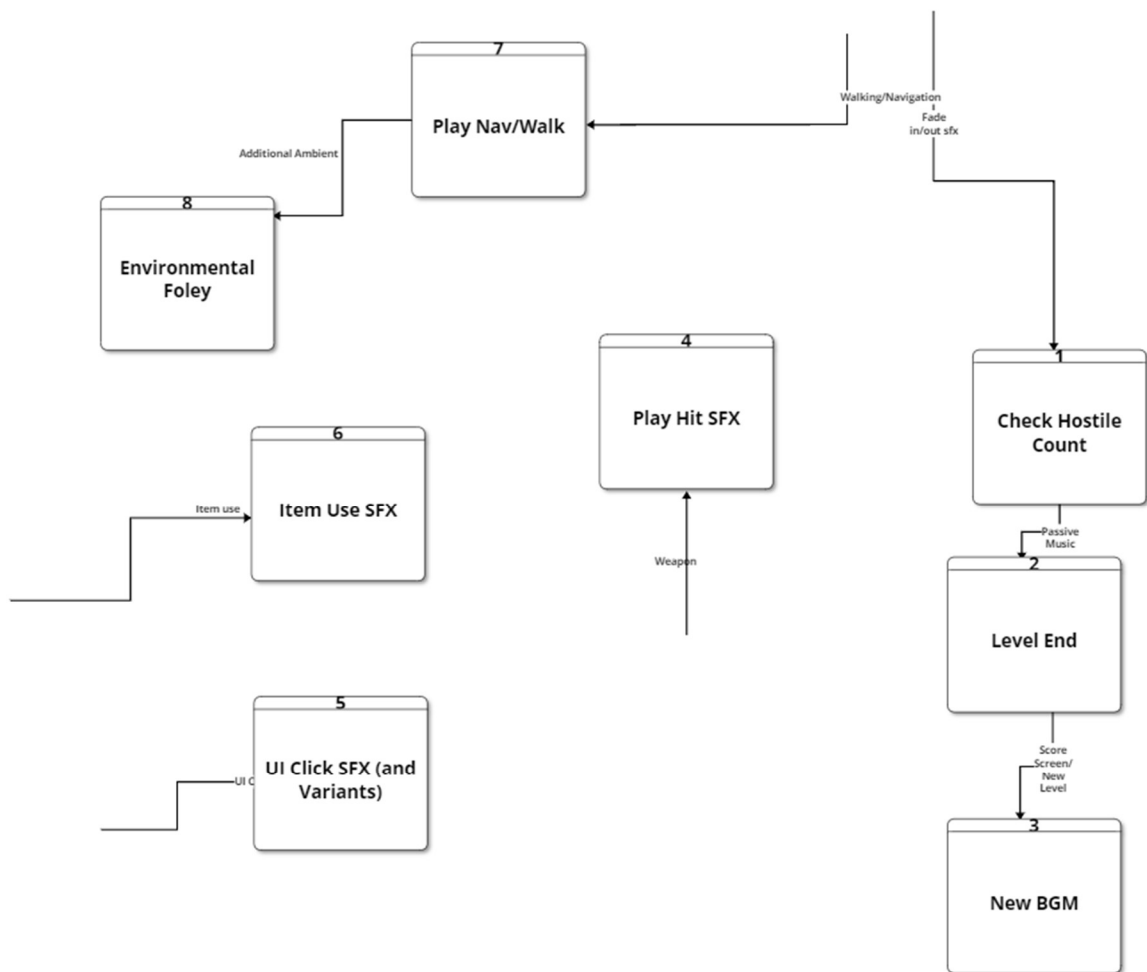 7
Play Nav/Walk
Walking/Navigation
Fade
in/out sfx
Additional Ambient
8
Environmental
Foley
4
Play Hit SFX
1
Check Hostile
Count
6
Item Use SFX
Item use
Passive
Music
Weapon
2
Level End
5
UI Click SFX (and
Variants)
UI C
Score
Screen/
New
Level
3
New BGM